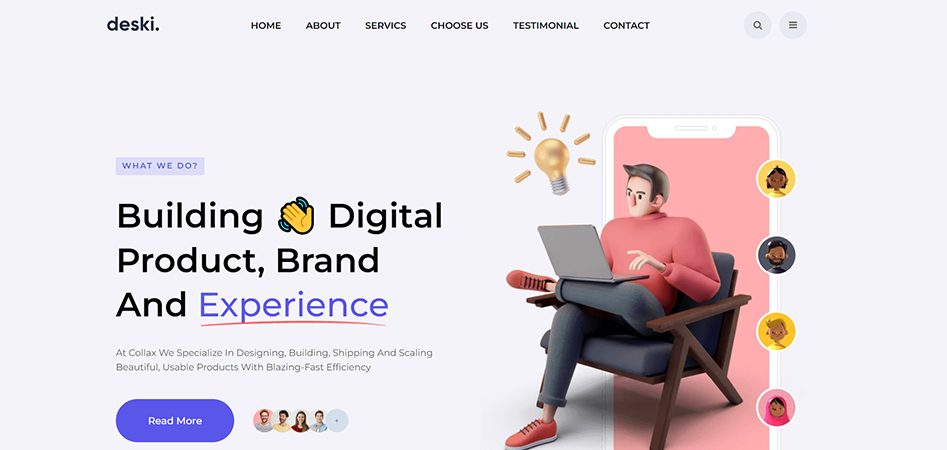 deski.
HOME ABOUT SERVICS CHOOSE US TESTIMONIAL CONTACT
WHAT WE DO?
Building 👋 Digital
Product, Brand
And Experience
At Collax We Specialize In Designing, Building, Shipping And Scaling
Beautiful, Usable Products With Blazing-Fast Efficiency
Read More
+